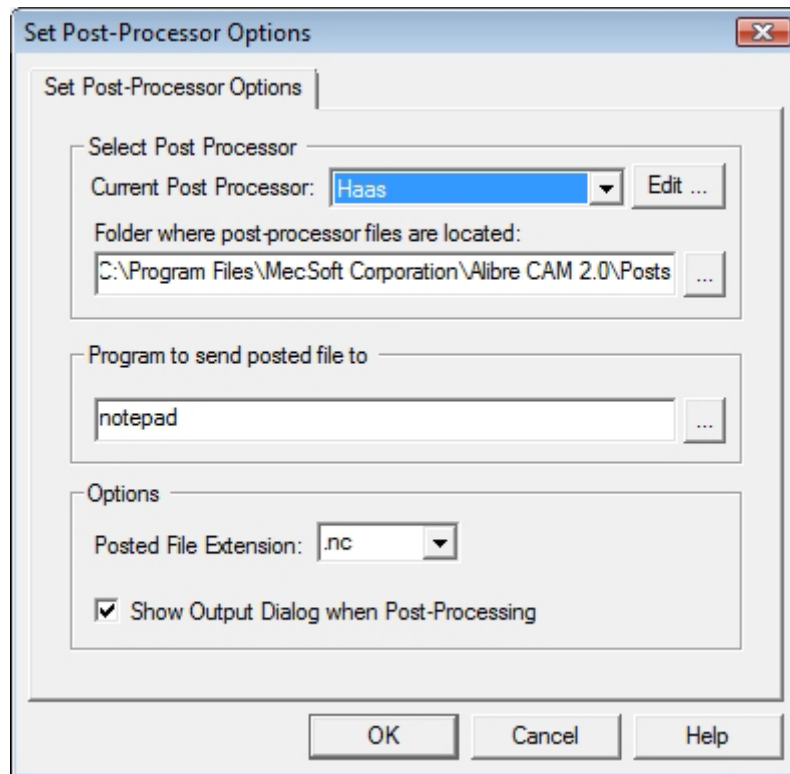 Set Post-Processor Options
Set Post-Processor Options
Select Post Processor
Current Post Processor: Haas Edit ...
Folder where post-processor files are located:
C:\Program Files\MecSoft Corporation\Alibre CAM 2.0\Posts ...
Program to send posted file to
notepad ...
Options
Posted File Extension: .nc
Show Output Dialog when Post-Processing
OK Cancel Help